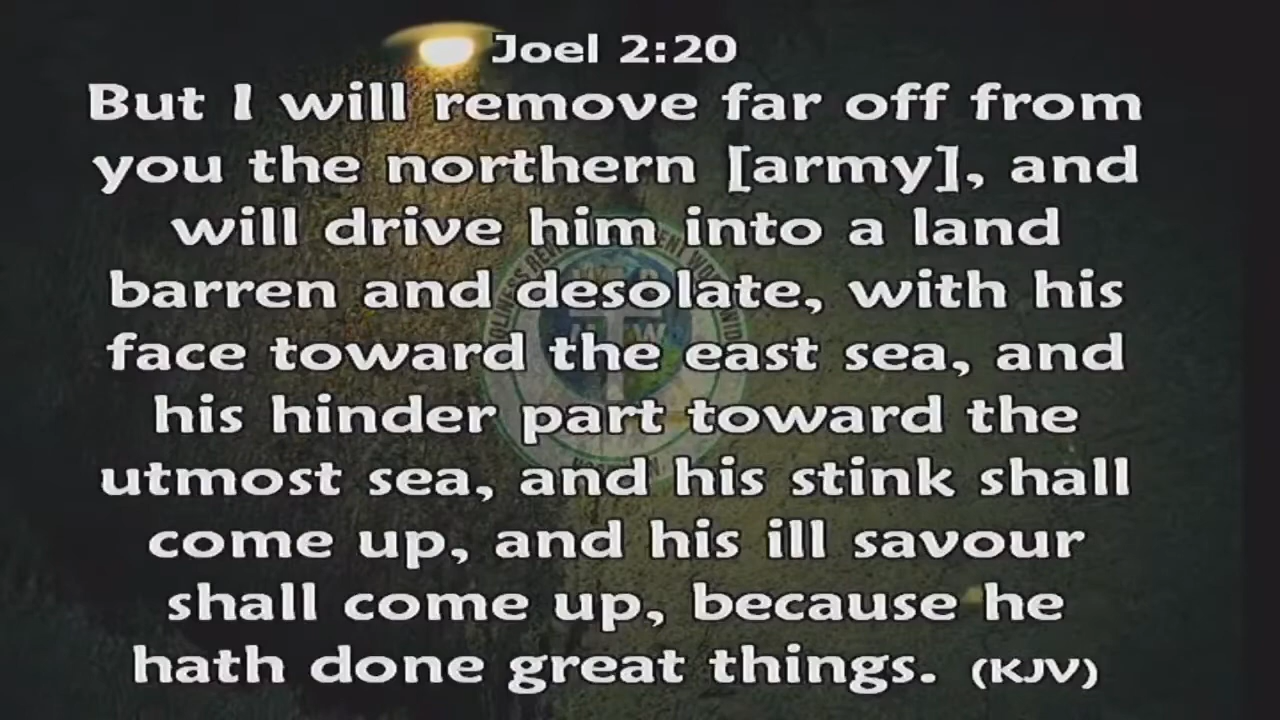 Joel 2:20
But I will remove far off from
you the northern [army], and
will drive him into a land
barren and desolate, with his
face toward the east sea, and
his hinder part toward the
utmost sea, and his stink shall
come up, and his ill savour
shall come up, because he
hath done great things. (KJV)